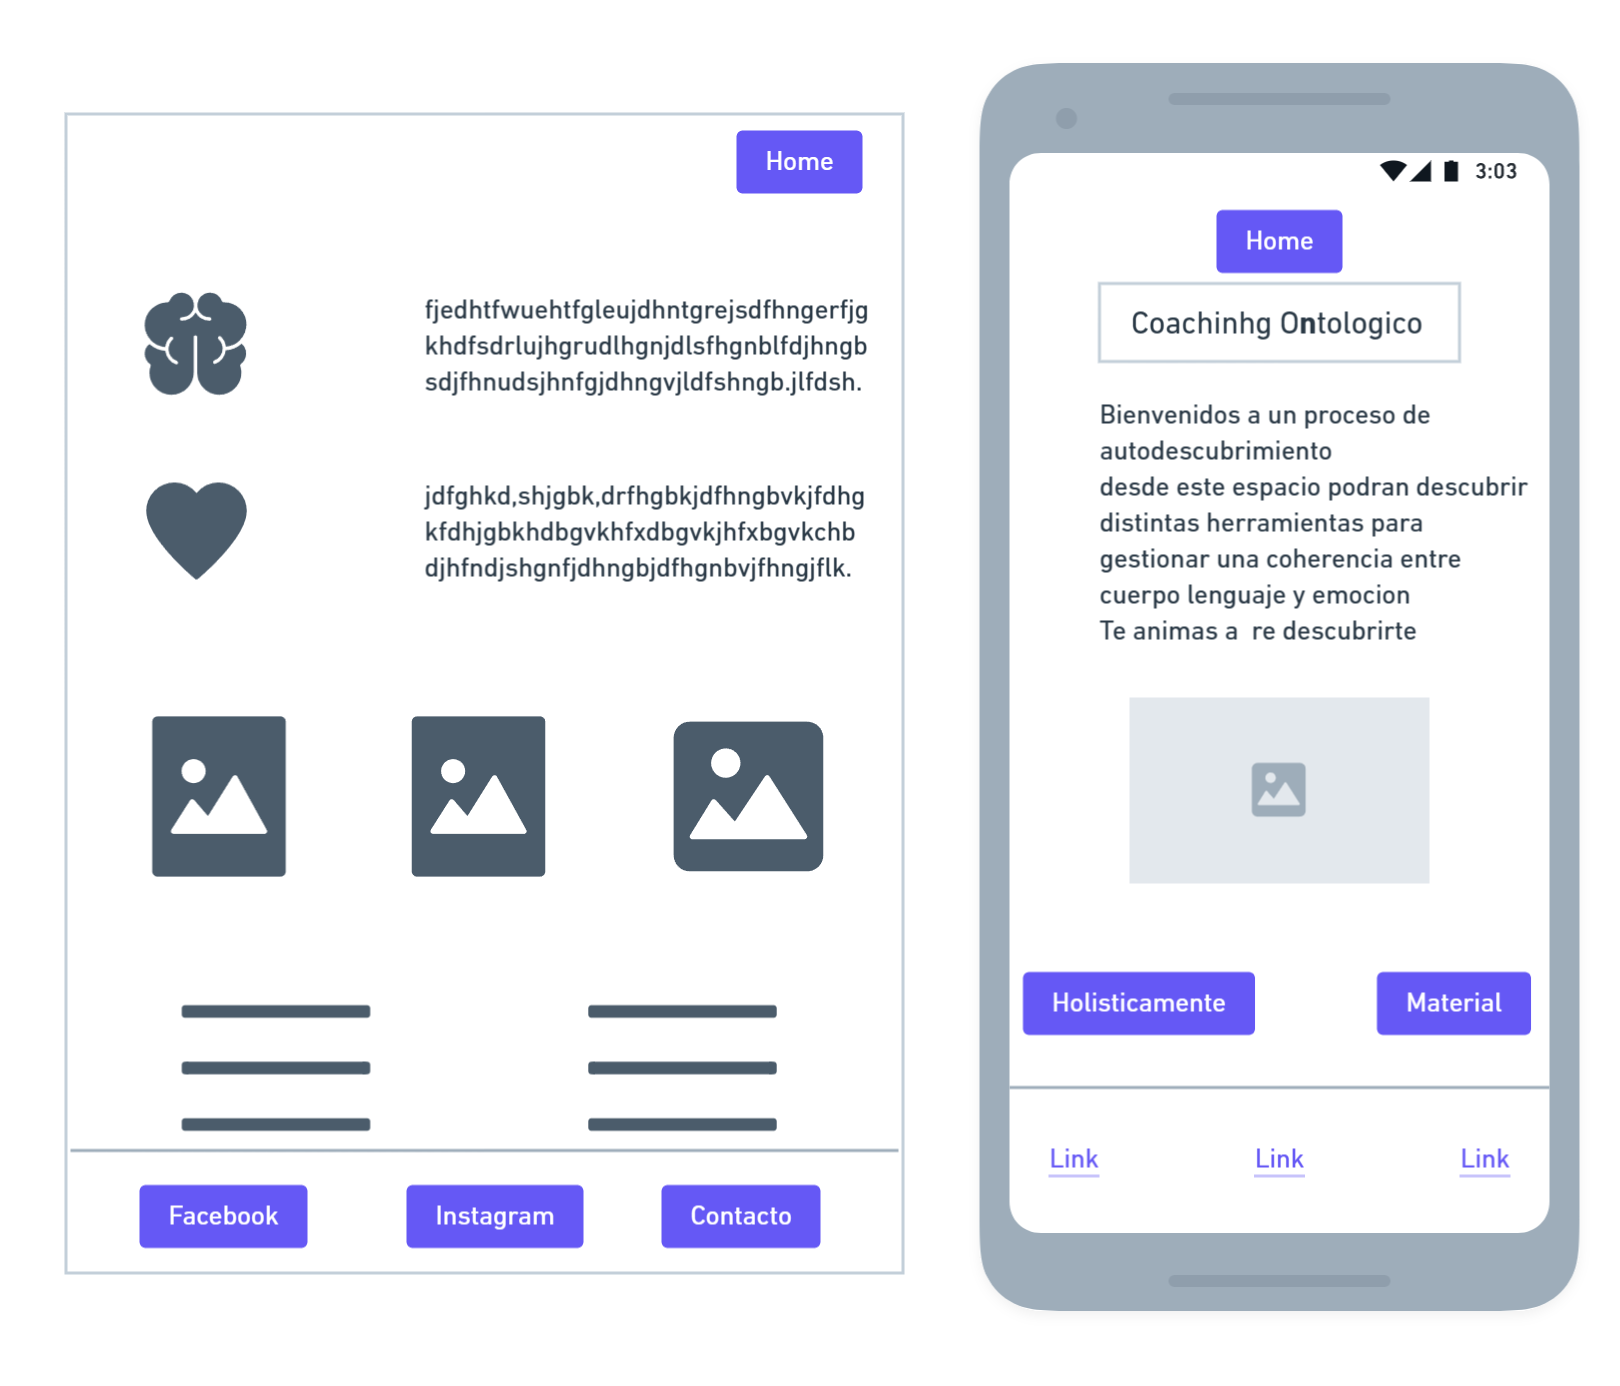 Home
fjedhtfwuehtfgleujdhntgrejsdfhngerfjg
khdfsdrlujhgrudlhgnjdlsfhgnblfdjhngb
sdjfhnudsjhnfgjdhngvjldfshngb.jlfdsh.
jdfghkd,shjgbk,drfhgbkjdfhngbvkjfdhg
kfdhjgbkhdbgvkhfxdbgvkjhfxbgvkchb
djhfndjshgnfjdhngbjdfhgnbvjfhngjflk.
Facebook
Instagram
Contacto
3:03
Home
Coachinhg Ontologico
Bienvenidos a un proceso de
autodescubrimiento
desde este espacio podran descubrir
distintas herramientas para
gestionar una coherencia entre
cuerpo lenguaje y emocion
Te animas a  re descubrirte
Holisticamente
Material
Link
Link
Link